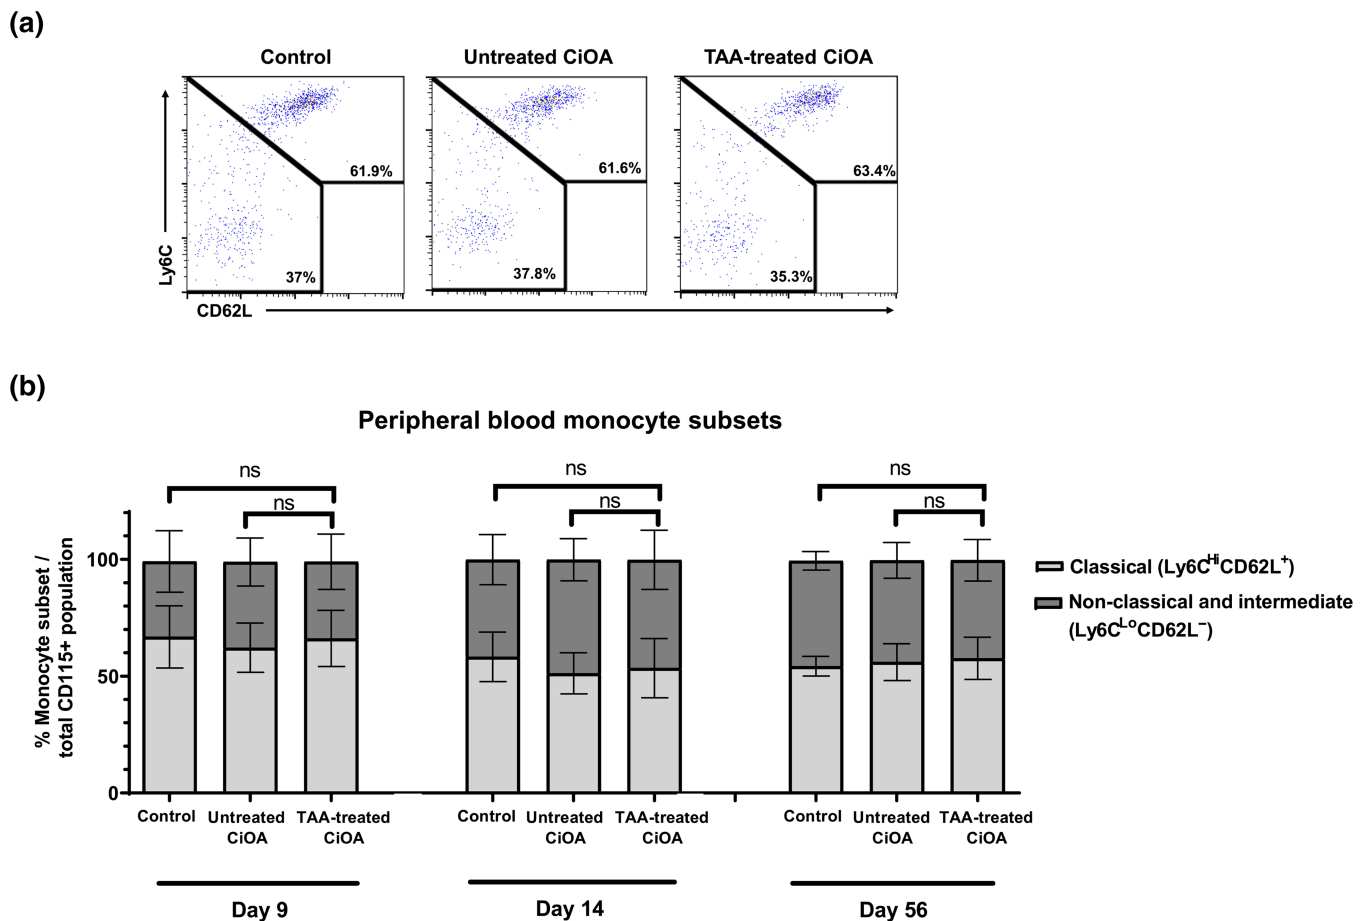 (a)
Control
Untreated CiOA
TAA-treated CiOA
Ly6C
61.9%
61.6%
63.4%
37%
37.8%
35.3%
CD62L
(b)
Peripheral blood monocyte subsets
ns
ns
ns
ns
ns
ns
% Monocyte subset /
total CD115+ population
100
50
0
Classical (Ly6CHiCD62L+)
Non-classical and intermediate
(Ly6CLoCD62L−)
Control
Untreated
CiOA
TAA-treated
CiOA
Control
Untreated
CiOA
TAA-treated
CiOA
Control
Untreated
CiOA
TAA-treated
CiOA
Day 9
Day 14
Day 56